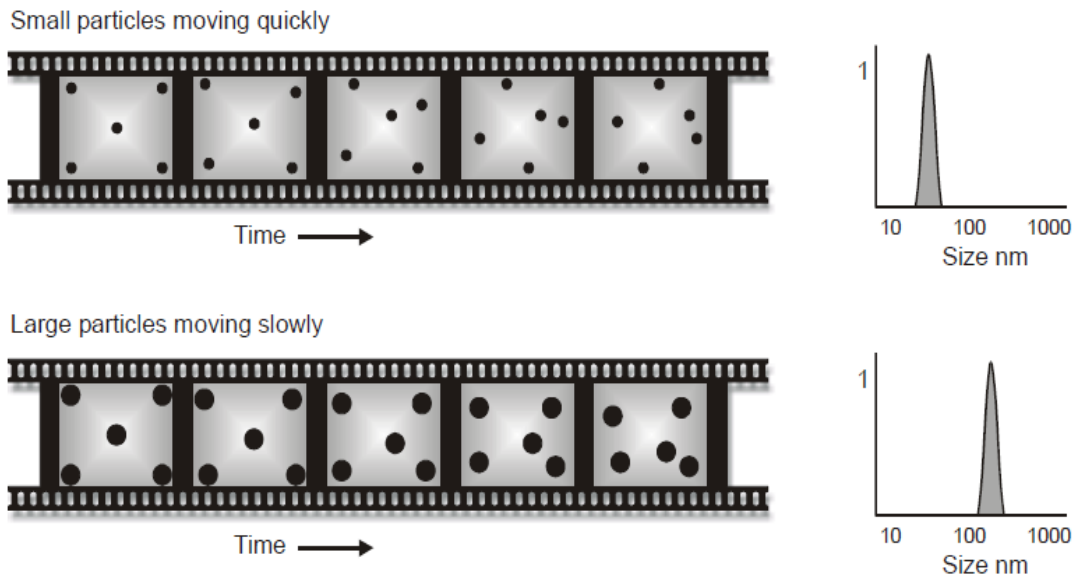 Small particles moving quickly
1
10 100 1000
Size nm
Time
Large particles moving slowly
1
10 100 1000
Size nm
Time